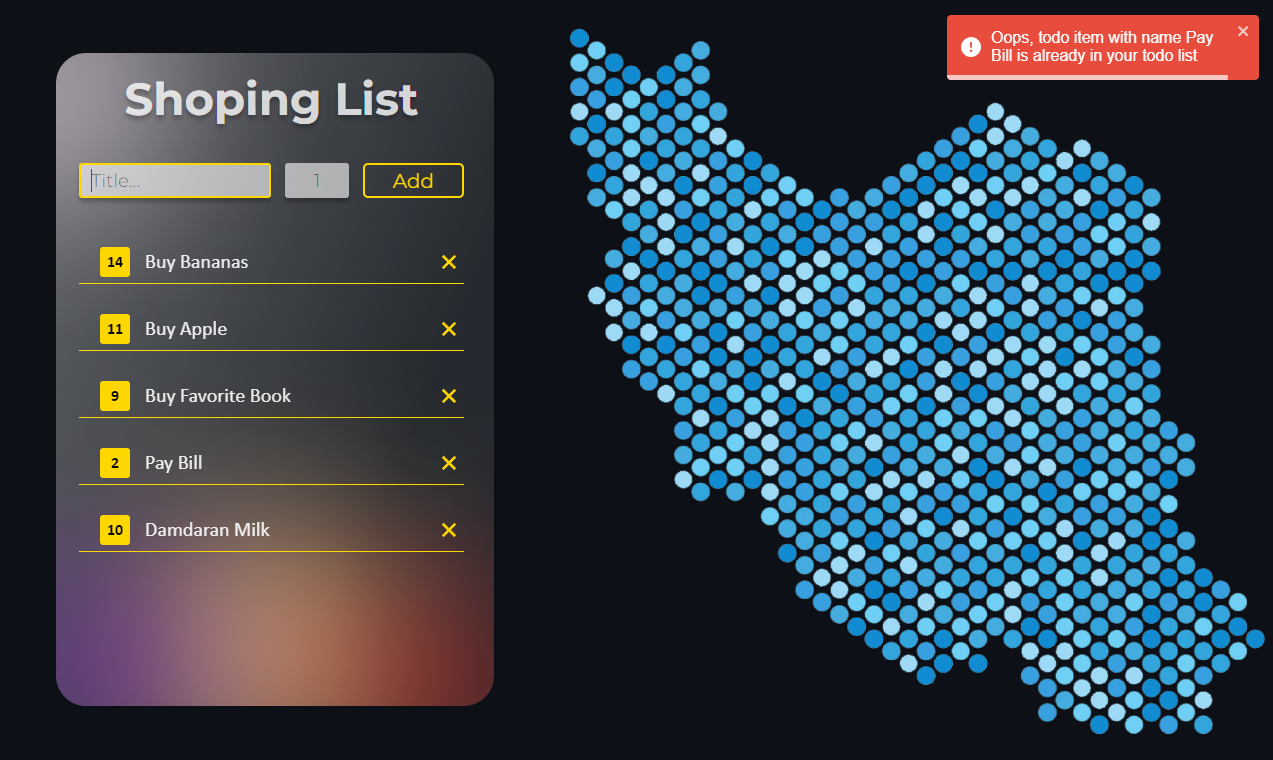 Shoping List
Title...
1
Add
14 Buy Bananas
11 Buy Apple
9 Buy Favorite Book
2 Pay Bill
10 Damdaran Milk
Oops, todo item with name Pay
Bill is already in your todo list